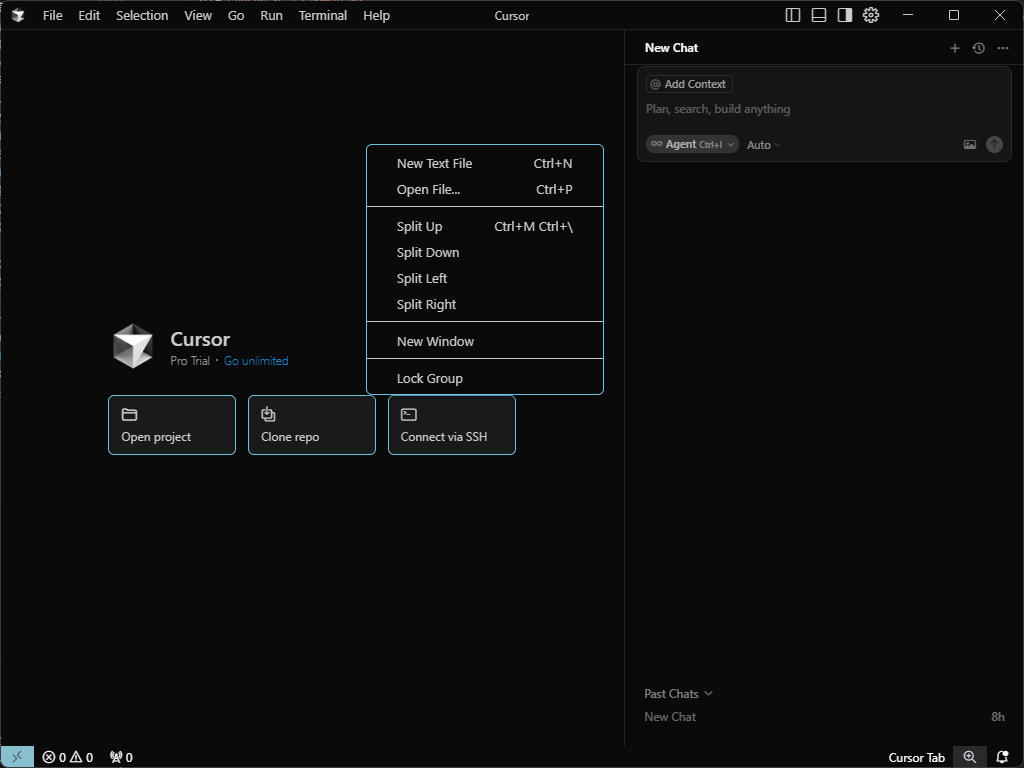 File Edit Selection View Go Run Terminal Help Cursor
New Chat
@ Add Context
Plan, search, build anything
Agent Ctrl+I Auto
New Text File Ctrl+N
Open File... Ctrl+P
Split Up Ctrl+M Ctrl+\
Split Down
Split Left
Split Right
New Window
Lock Group
Cursor
Pro Trial · Go unlimited
Open project
Clone repo
Connect via SSH
Past Chats
New Chat 8h
0 0 0 Cursor Tab